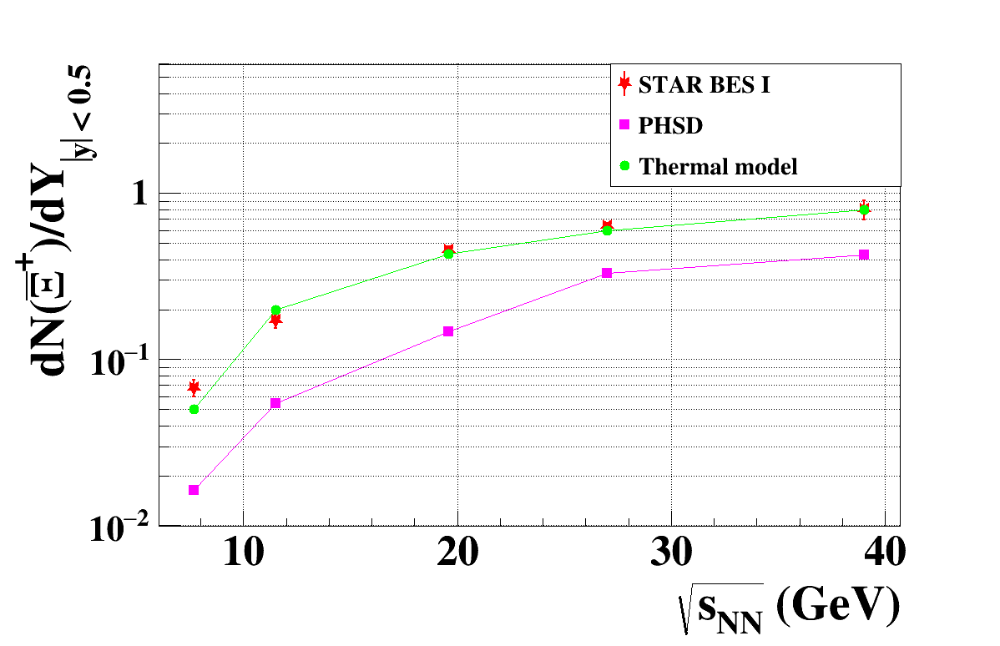 dN(Ξ̅⁺)/dY|y| < 0.5
STAR BES I
PHSD
Thermal model
1
10⁻¹
10⁻²
10 20 30 40
√sNN (GeV)